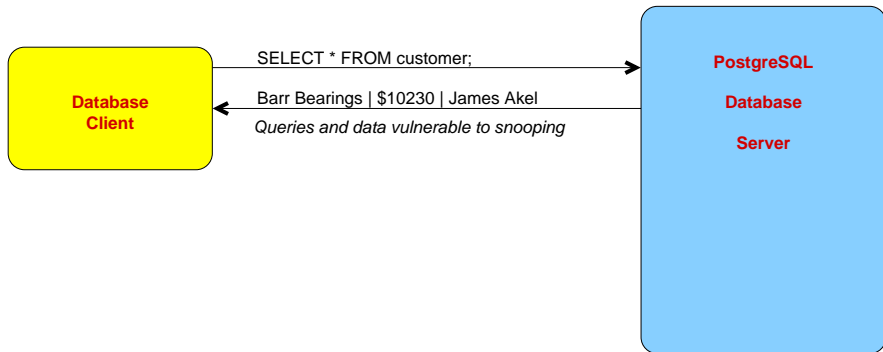 SELECT * FROM customer;
Barr Bearings | $10230 | James Akel
Queries and data vulnerable to snooping
Database
Client
PostgreSQL
Database
Server